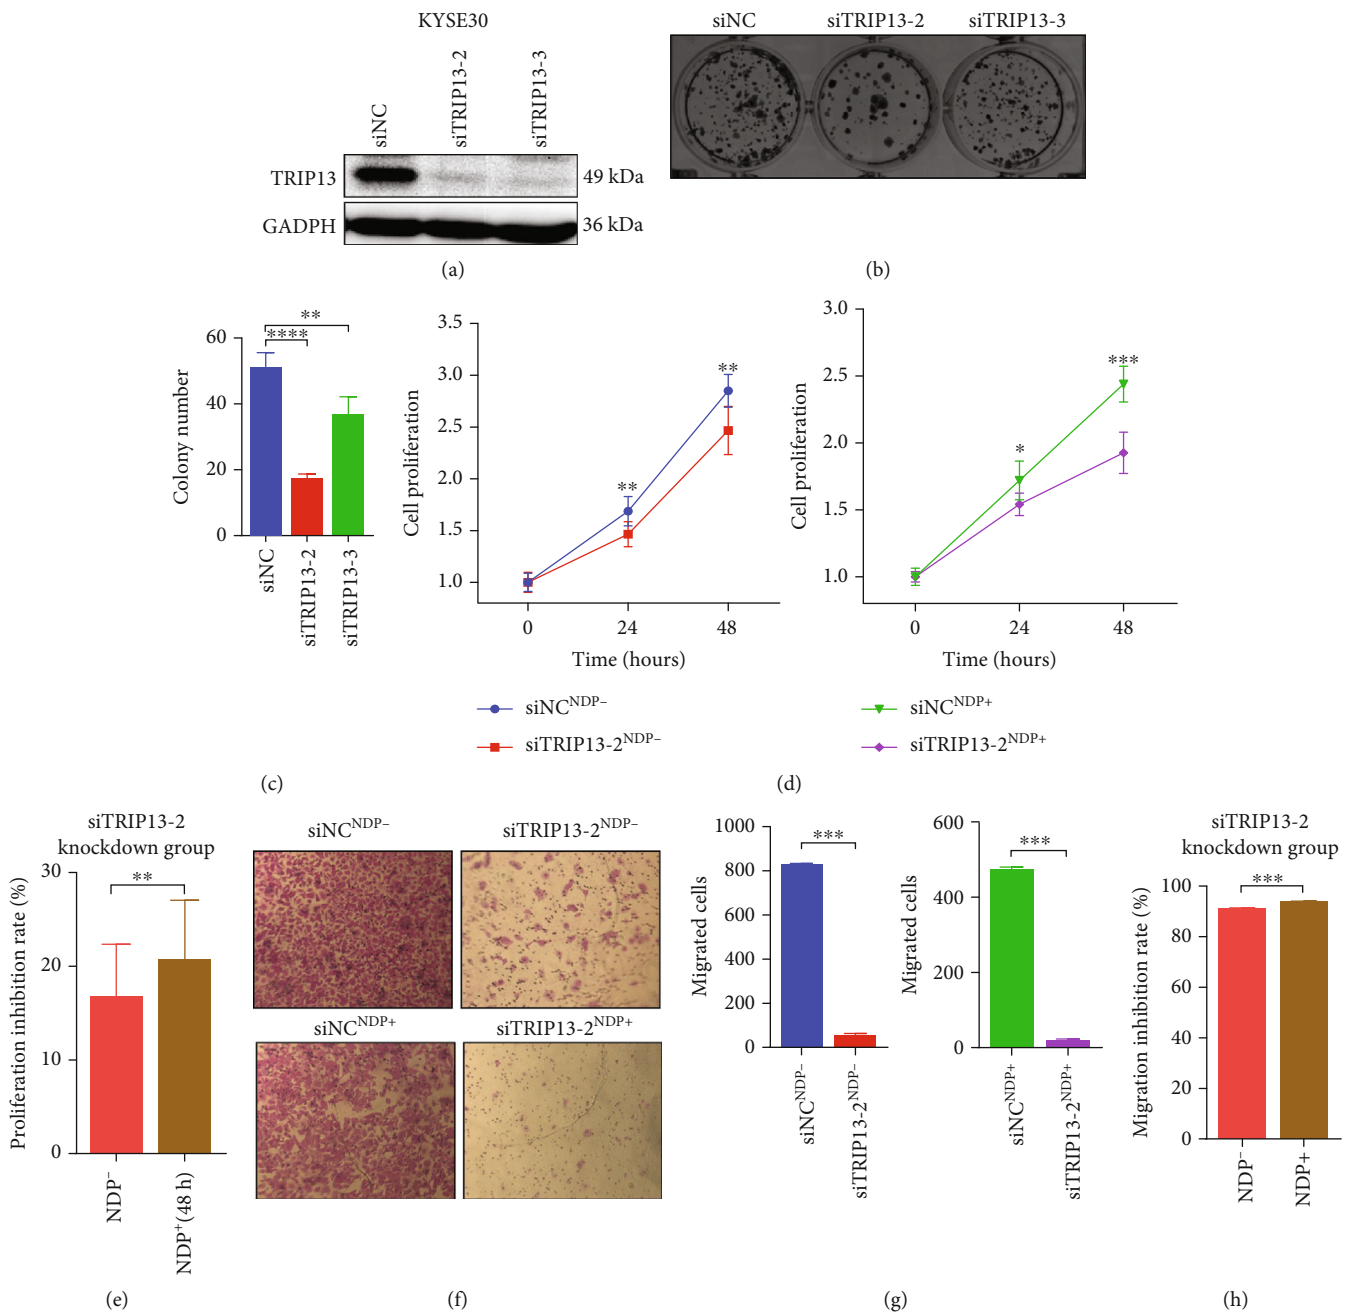 KYSE30
siNC
siTRIP13-2
siTRIP13-3
TRIP13
49 kDa
GADPH
36 kDa
(a)
siNC siTRIP13-2 siTRIP13-3
(b)
Colony number
60
40
20
0
**
****
siNC
siTRIP13-2
siTRIP13-3
(c)
Cell proliferation
3.5
3.0
2.5
2.0
1.5
1.0
**
**
0 24 48
Time (hours)
siNC^NDP–
siTRIP13-2^NDP–
Cell proliferation
3.0
2.5
2.0
1.5
1.0
*
***
0 24 48
Time (hours)
siNC^NDP+
siTRIP13-2^NDP+
(d)
siTRIP13-2
knockdown group
Proliferation inhibition rate (%)
30
20
10
0
**
NDP^-
NDP^+ (48 h)
(e)
siNC^NDP–
siTRIP13-2^NDP–
siNC^NDP+
siTRIP13-2^NDP+
(f)
Migrated cells
1000
800
600
400
200
0
***
siNC^NDP–
siTRIP13-2^NDP–
Migrated cells
600
400
200
0
***
siNC^NDP+
siTRIP13-2^NDP+
(g)
siTRIP13-2
knockdown group
Migration inhibition rate (%)
100
80
60
40
20
0
***
NDP^-
NDP+
(h)